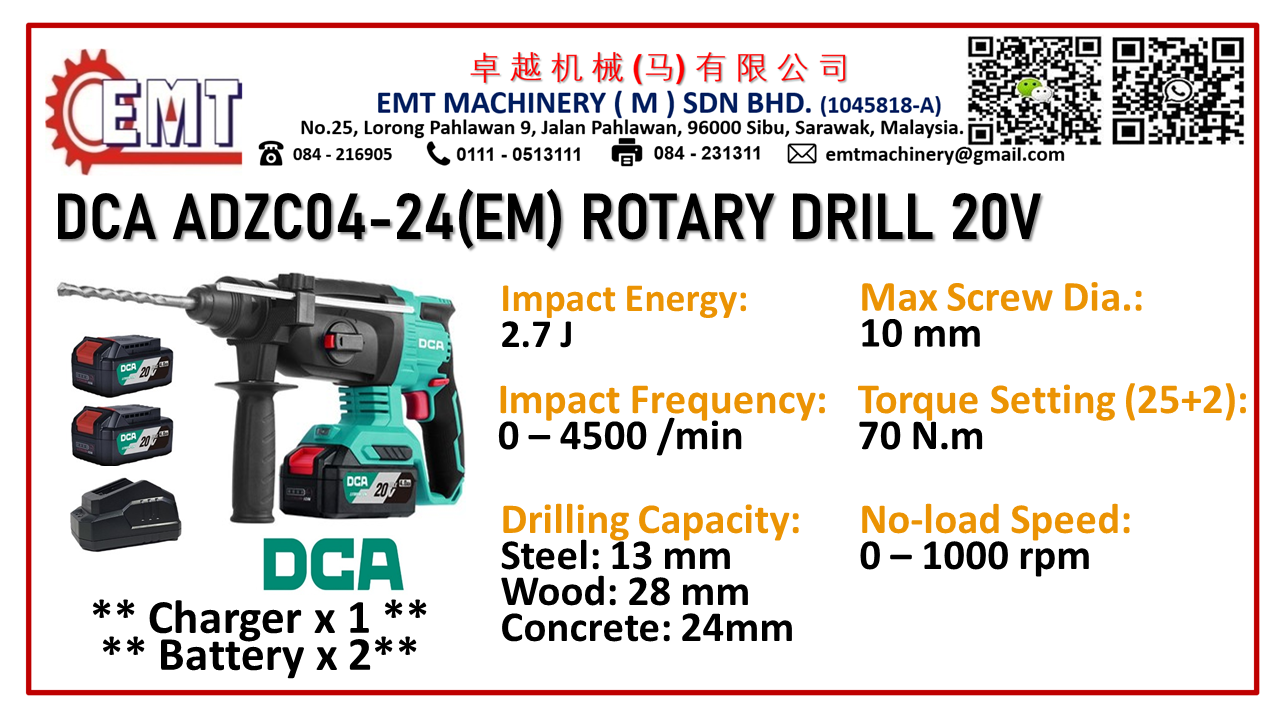 EMT
卓越机械(马)有限公司
EMT MACHINERY ( M ) SDN BHD. (1045818-A)
No.25, Lorong Pahlawan 9, Jalan Pahlawan, 96000 Sibu, Sarawak, Malaysia.
084 - 216905 0111 - 0513111 084 - 231311 emtmachinery@gmail.com
DCA ADZC04-24(EM) ROTARY DRILL 20V
Impact Energy:
2.7 J
Max Screw Dia.:
10 mm
Impact Frequency:
0 – 4500 /min
Torque Setting (25+2):
70 N.m
Drilling Capacity:
Steel: 13 mm
Wood: 28 mm
Concrete: 24mm
No-load Speed:
0 – 1000 rpm
DCA
DCA
20V
DCA
20V
DCA
20V
DCA
** Charger x 1 **
** Battery x 2**